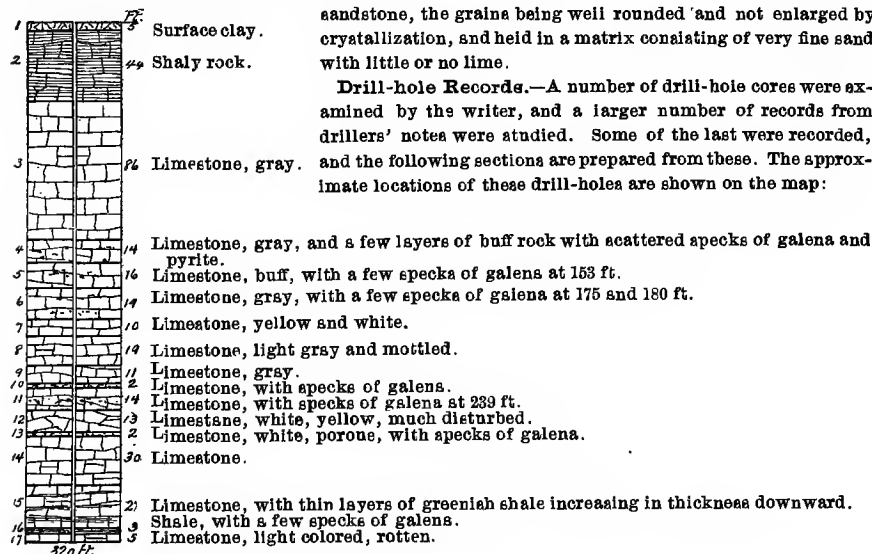 sandstone, the grains being well rounded and not enlarged by
crystallization, and held in a matrix consisting of very fine sand
with little or no lime.
Drill-hole Records.—A number of drill-hole cores were ex-
amined by the writer, and a larger number of records from
drillers' notes were studied. Some of the last were recorded,
and the following sections are prepared from these. The approx-
imate locations of these drill-holes are shown on the map:
Ft.
1 5 Surface clay.
2 44 Shaly rock.
3 86 Limestone, gray.
4 14 Limestone, gray, and a few layers of buff rock with scattered specks of galena and
pyrite.
5 16 Limestone, buff, with a few specks of galena at 153 ft.
6 19 Limestone, gray, with a few specks of galena at 175 and 180 ft.
7 10 Limestone, yellow and white.
8 19 Limestone, light gray and mottled.
9 11 Limestone, gray.
10 2 Limestone, with specks of galena.
11 14 Limestone, with specks of galena at 239 ft.
12 13 Limestone, white, yellow, much disturbed.
13 2 Limestone, white, porous, with specks of galena.
14 30 Limestone.
15 27 Limestone, with thin layers of greenish shale increasing in thickness downward.
16 3 Shale, with a few specks of galena.
17 5 Limestone, light colored, rotten.
320 ft.